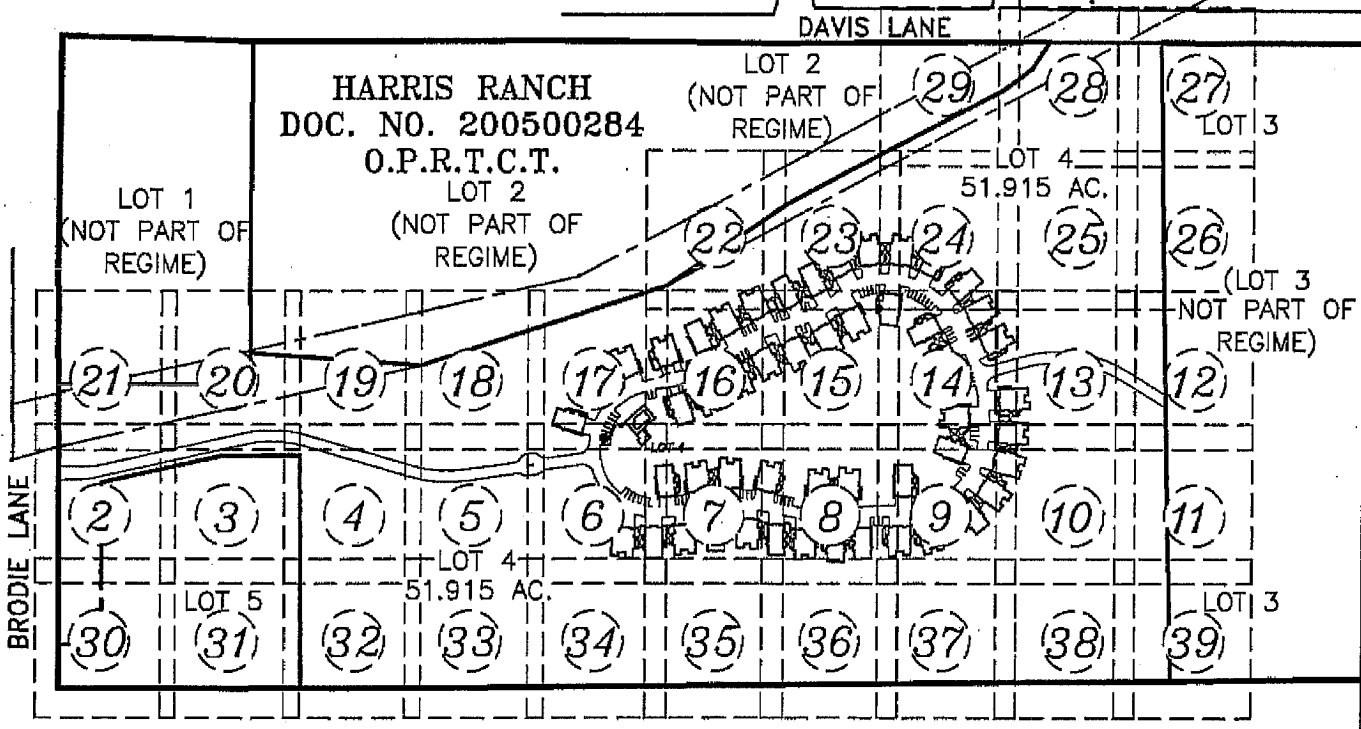 DAVIS LANE
HARRIS RANCH
DOC. NO. 200500284
O.P.R.T.C.T.
LOT 2
(NOT PART OF
REGIME)
29
28
27
LOT 3
LOT 4
51.915 AC.
LOT 1
(NOT PART OF
REGIME)
LOT 2
(NOT PART OF
REGIME)
22
23
24
25
26
(LOT 3
NOT PART OF
REGIME)
21
20
19
18
17
16
15
14
13
12
LOT 4
BRODIE LANE
2
3
4
5
6
7
8
9
10
11
LOT 4
51.915 AC.
LOT 5
LOT 3
30
31
32
33
34
35
36
37
38
39